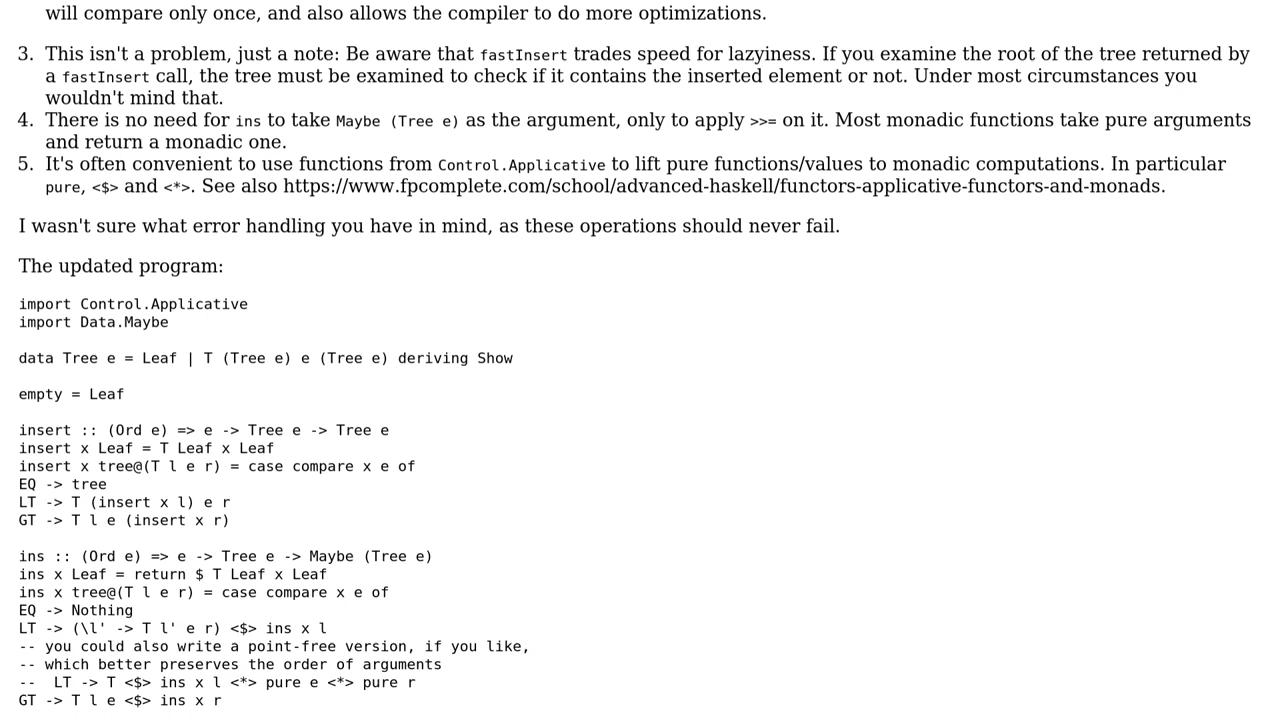 will compare only once, and also allows the compiler to do more optimizations.
3. This isn't a problem, just a note: Be aware that fastInsert trades speed for lazyiness. If you examine the root of the tree returned by
a fastInsert call, the tree must be examined to check if it contains the inserted element or not. Under most circumstances you
wouldn't mind that.
4. There is no need for ins to take Maybe (Tree e) as the argument, only to apply >>= on it. Most monadic functions take pure arguments
and return a monadic one.
5. It's often convenient to use functions from Control.Applicative to lift pure functions/values to monadic computations. In particular
pure, <$> and <*>. See also https://www.fpcomplete.com/school/advanced-haskell/functors-applicative-functors-and-monads.
I wasn't sure what error handling you have in mind, as these operations should never fail.
The updated program:
import Control.Applicative
import Data.Maybe
data Tree e = Leaf | T (Tree e) e (Tree e) deriving Show
empty = Leaf
insert :: (Ord e) => e -> Tree e -> Tree e
insert x Leaf = T Leaf x Leaf
insert x tree@(T l e r) = case compare x e of
EQ -> tree
LT -> T (insert x l) e r
GT -> T l e (insert x r)
ins :: (Ord e) => e -> Tree e -> Maybe (Tree e)
ins x Leaf = return $ T Leaf x Leaf
ins x tree@(T l e r) = case compare x e of
EQ -> Nothing
LT -> (\l' -> T l' e r) <$> ins x l
-- you could also write a point-free version, if you like,
-- which better preserves the order of arguments
--  LT -> T <$> ins x l <*> pure e <*> pure r
GT -> T l e <$> ins x r